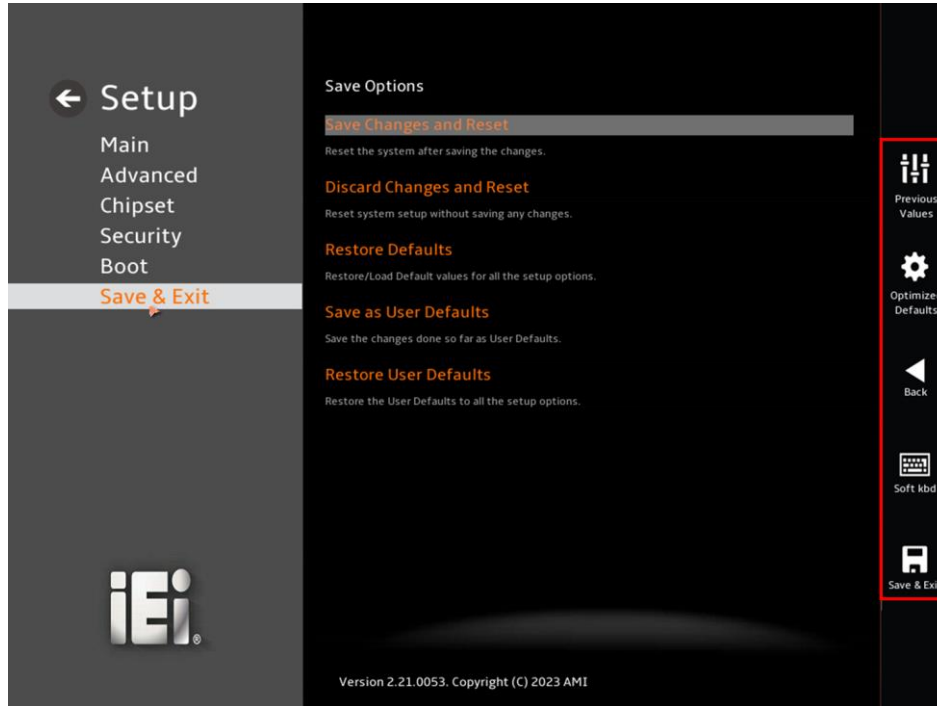 Setup
Main
Advanced
Chipset
Security
Boot
Save & Exit
iEi
Save Options
Save Changes and Reset
Reset the system after saving the changes.
Discard Changes and Reset
Reset system setup without saving any changes.
Restore Defaults
Restore/Load Default values for all the setup options.
Save as User Defaults
Save the changes done so far as User Defaults.
Restore User Defaults
Restore the User Defaults to all the setup options.
Version 2.21.0053. Copyright (C) 2023 AMI
Previous
Values
Optimize
Defaults
Back
Soft kbd
Save & Exi